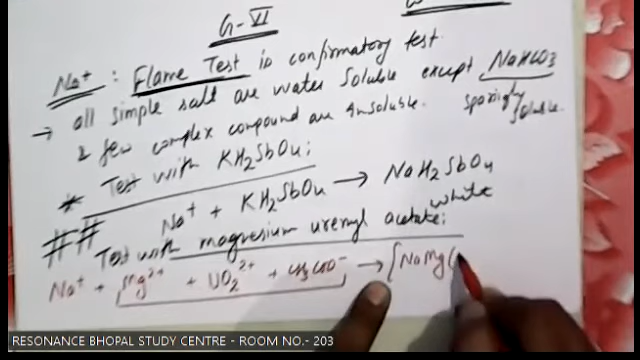 G-VI
Na⁺ : Flame Test is confirmatory test.
→ all simple salt are water soluble except NaHCO3
sparingly soluble.
& few complex compound are insoluble.
* Test with KH2SbO4:
Na⁺ + KH2SbO4 → NaH2SbO4
white
## Test with magnesium urenyl acetate:
Na⁺ + Mg²⁺ + UO2²⁺ + CH3COO⁻ → [NaMg(
RESONANCE BHOPAL STUDY CENTRE - ROOM NO.- 203